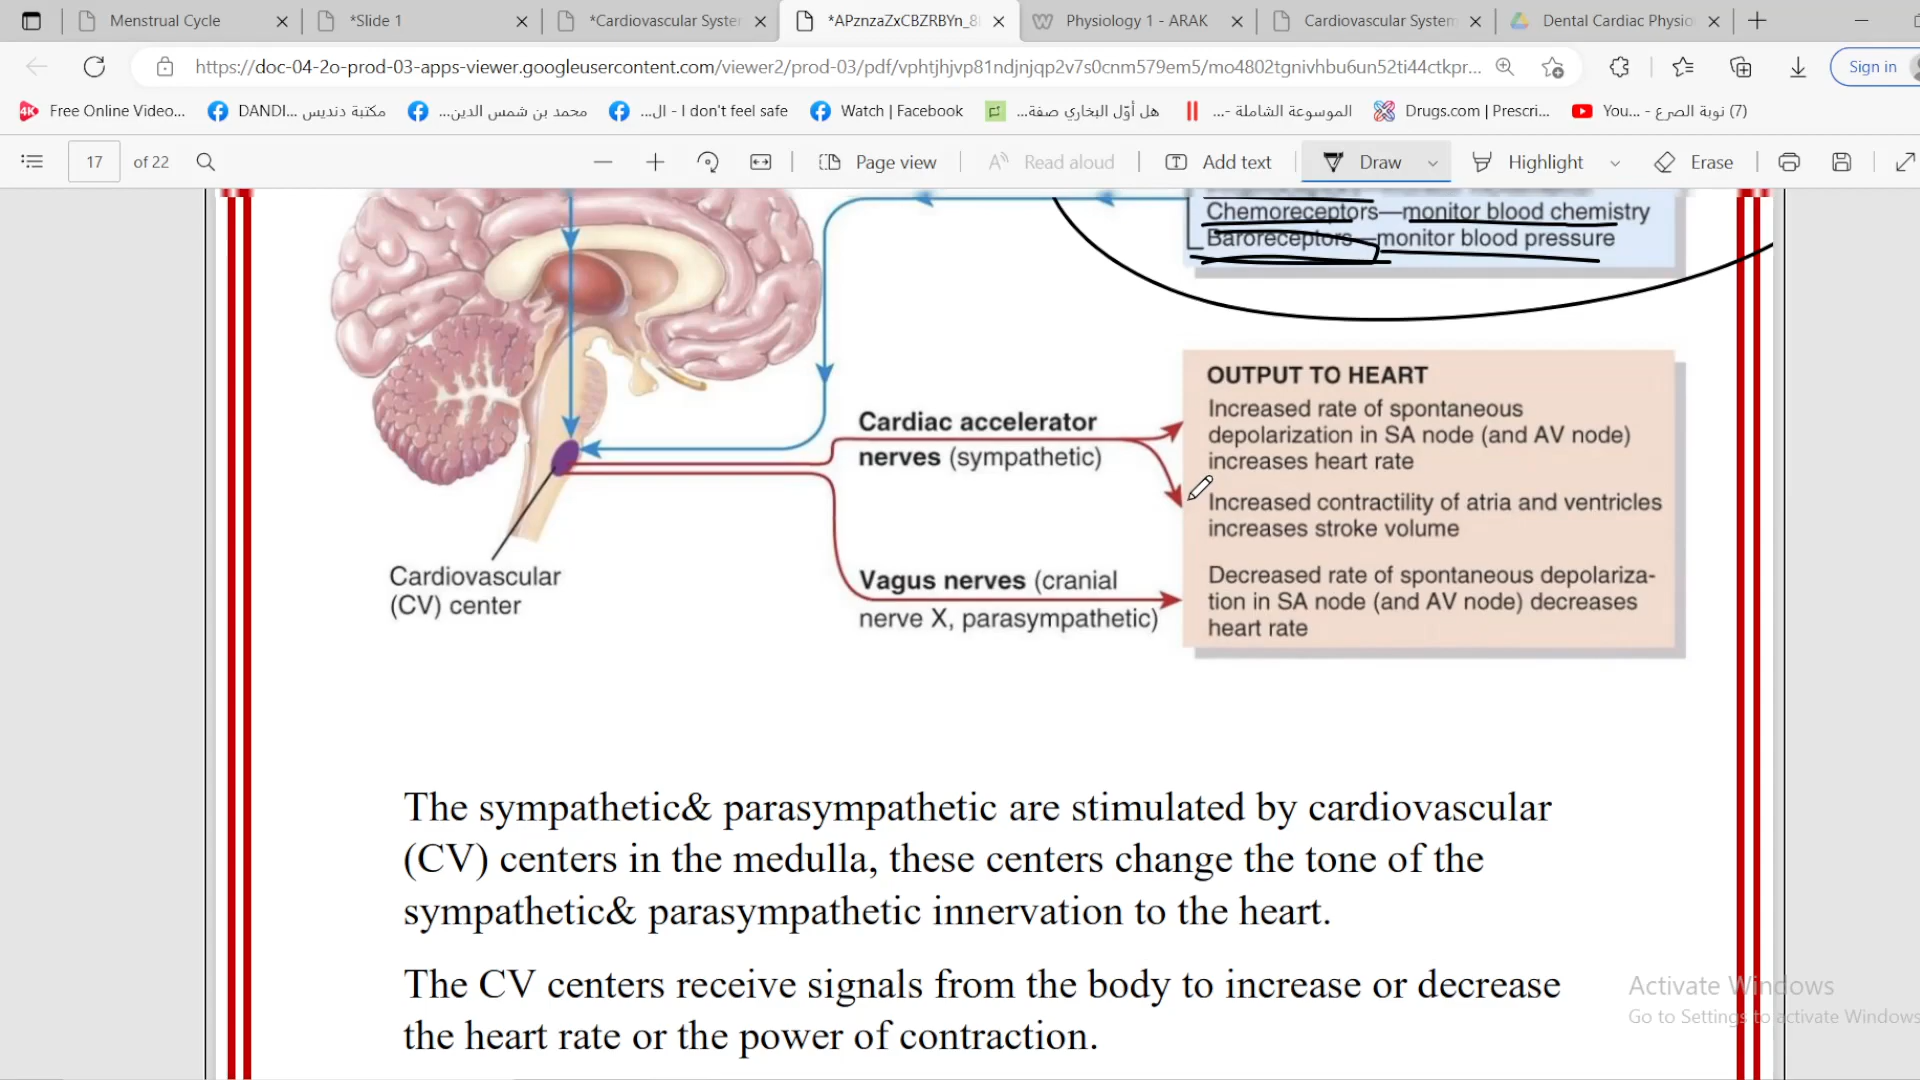 Menstrual Cycle
*Slide 1
*Cardiovascular Syste
*APznzaZxCBZRBYn_8
Physiology 1 - ARAK
Cardiovascular System
Dental Cardiac Physio
https://doc-04-2o-prod-03-apps-viewer.googleusercontent.com/viewer2/prod-03/pdf/vphtjhjvp81ndjnjqp2v7s0cnm579em5/mo4802tgnivhbu6un52ti44ctkpr...
Sign in
Free Online Video...
DANDI... مكتبة دنديس
محمد بن شمس الدين...
ال... - I don't feel safe
Watch | Facebook
هل أوّل البخاري صفة...
الموسوعة الشاملة -...
Drugs.com | Prescri...
(7) نوبة الصرع - ...You
17 of 22
Page view
Read aloud
Add text
Draw
Highlight
Erase
Chemoreceptors—monitor blood chemistry
Baroreceptors—monitor blood pressure
OUTPUT TO HEART
Increased rate of spontaneous
depolarization in SA node (and AV node)
increases heart rate
Increased contractility of atria and ventricles
increases stroke volume
Decreased rate of spontaneous depolariza-
tion in SA node (and AV node) decreases
heart rate
Cardiac accelerator
nerves (sympathetic)
Vagus nerves (cranial
nerve X, parasympathetic)
Cardiovascular
(CV) center
The sympathetic& parasympathetic are stimulated by cardiovascular
(CV) centers in the medulla, these centers change the tone of the
sympathetic& parasympathetic innervation to the heart.
The CV centers receive signals from the body to increase or decrease
the heart rate or the power of contraction.
Activate Windows
Go to Settings to activate Windows